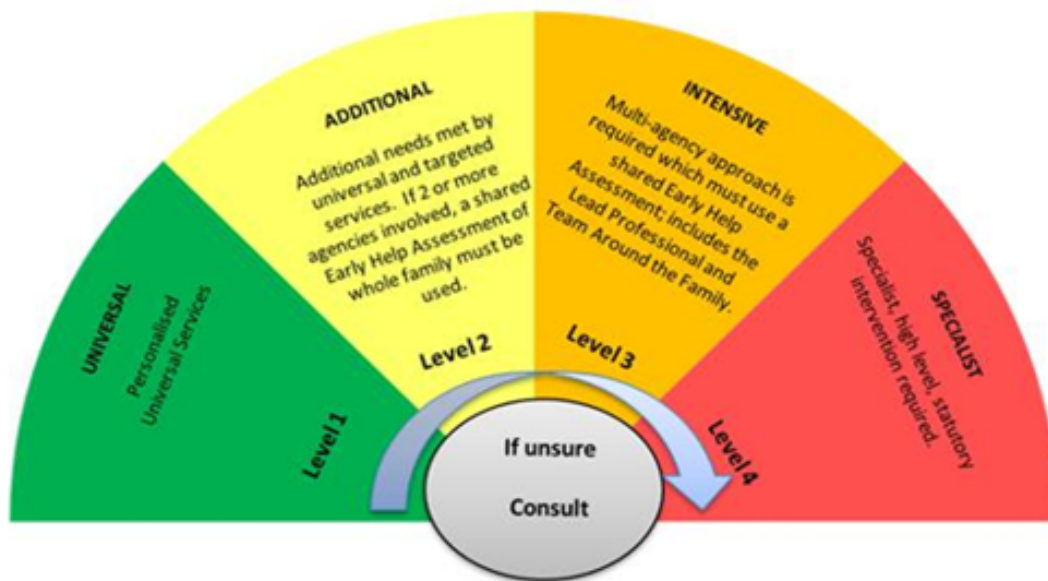 UNIVERSAL
Personalised
Universal Services
Level 1
ADDITIONAL
Additional needs met by
universal and targeted
services.  If 2 or more
agencies involved, a shared
Early Help Assessment of
whole family must be
used.
Level 2
INTENSIVE
Multi-agency approach is
required which must use a
shared Early Help
Assessment; includes the
Lead Professional and
Team Around the Family.
Level 3
SPECIALIST
Specialist, high level, statutory
intervention required.
Level 4
If unsure
Consult